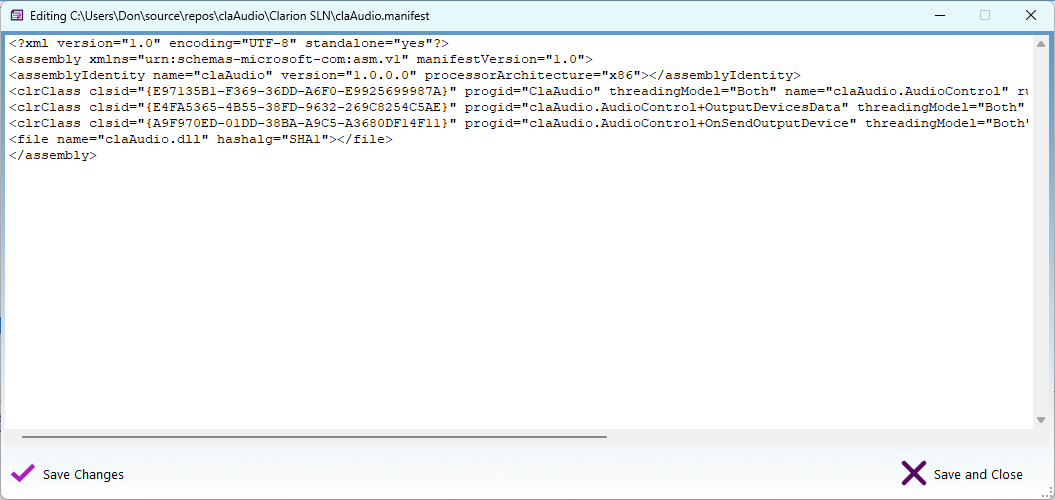 Editing C:\Users\Don\source\repos\claAudio\Clarion SLN\claAudio.manifest
<?xml version="1.0" encoding="UTF-8" standalone="yes"?>
<assembly xmlns="urn:schemas-microsoft-com:asm.v1" manifestVersion="1.0">
<assemblyIdentity name="claAudio" version="1.0.0.0" processorArchitecture="x86"></assemblyIdentity>
<clrClass clsid="{E97135B1-F369-36DD-A6F0-E9925699987A}" progid="ClaAudio" threadingModel="Both" name="claAudio.AudioControl" ru
<clrClass clsid="{E4FA5365-4B55-38FD-9632-269C8254C5AE}" progid="claAudio.AudioControl+OutputDevicesData" threadingModel="Both"
<clrClass clsid="{A9F970ED-01DD-38BA-A9C5-A3680DF14F11}" progid="claAudio.AudioControl+OnSendOutputDevice" threadingModel="Both"
<file name="claAudio.dll" hashalg="SHA1"></file>
</assembly>
Save Changes
Save and Close